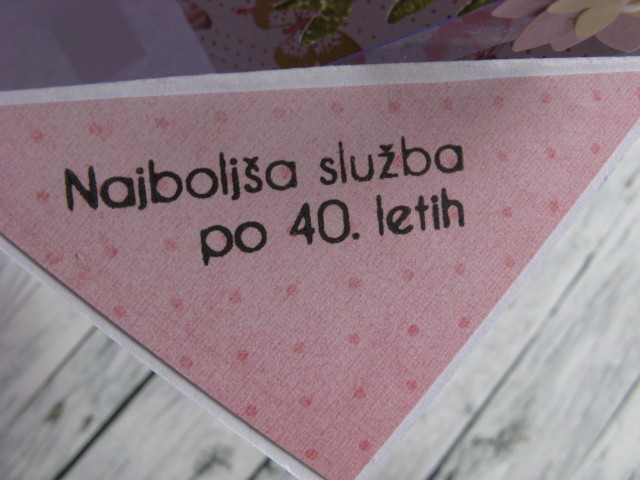 Najboljša služba
po 40. letih